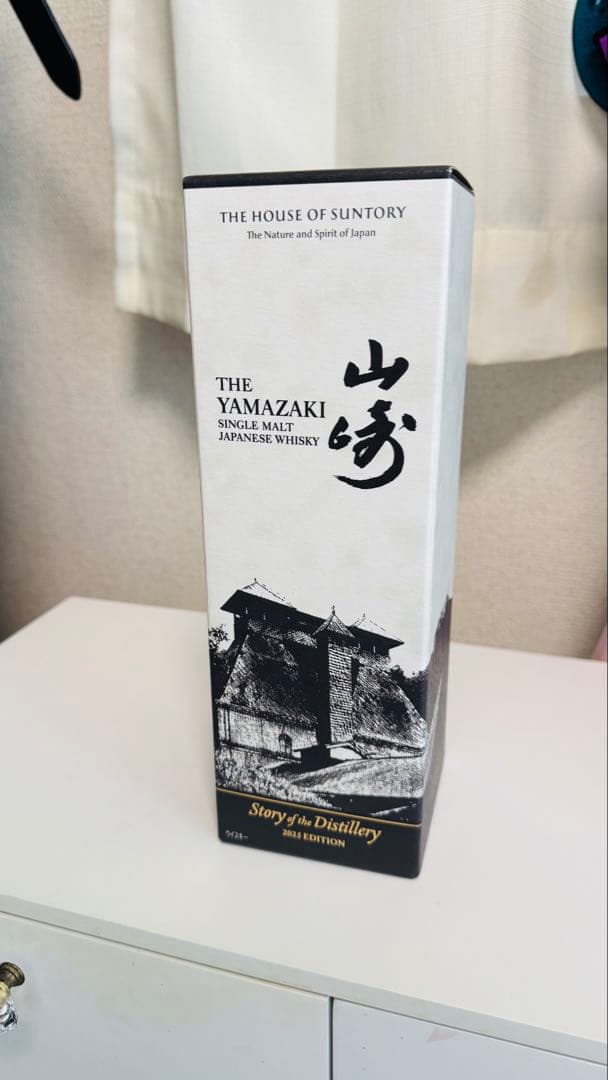 THE HOUSE OF SUNTORY
The Nature and Spirit of Japan
山崎
THE
YAMAZAKI
SINGLE MALT
JAPANESE WHISKY
Story of the Distillery
2025 EDITION
ウイスキー